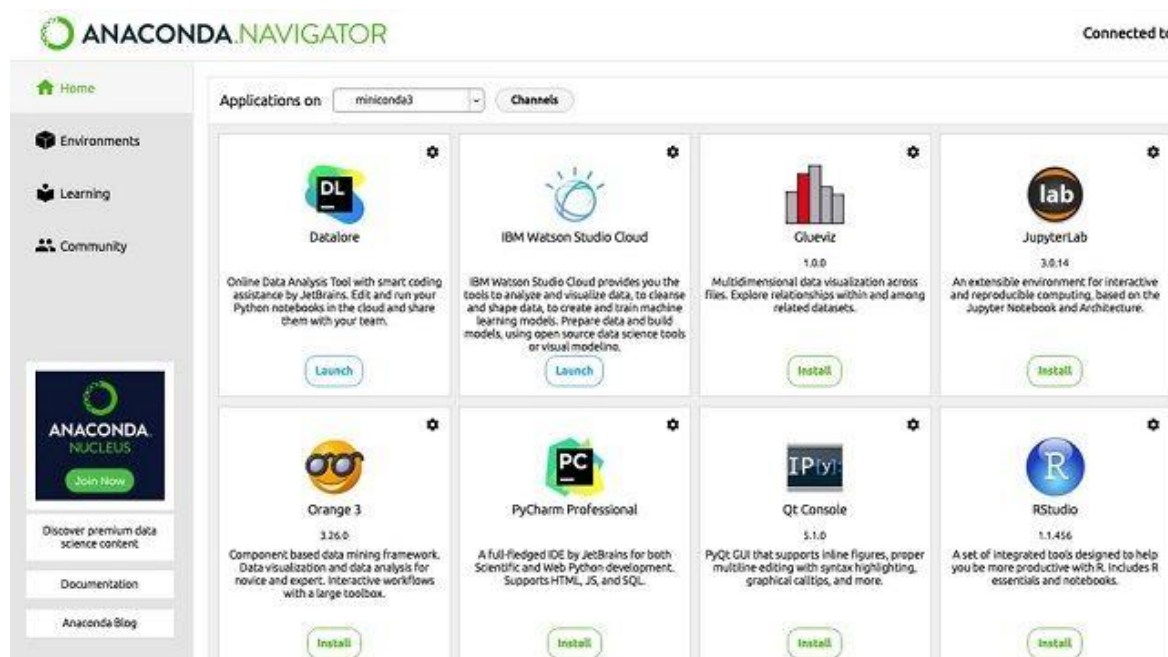 ANACONDA.NAVIGATOR
Connected to
Home
Environments
Learning
Community
ANACONDA.
NUCLEUS
Join Now
Discover premium data
science content
Documentation
Anaconda Blog
Applications on miniconda3 Channels
DL
Datalore
Online Data Analysis Tool with smart coding
assistance by JetBrains. Edit and run your
Python notebooks in the cloud and share
them with your team.
Launch
IBM Watson Studio Cloud
IBM Watson Studio Cloud provides you the
tools to analyze and visualize data, to cleanse
and shape data, to create and train machine
learning models. Prepare data and build
models, using open source data science tools
or visual modeling.
Launch
Glueviz
1.0.0
Multidimensional data visualization across
files. Explore relationships within and among
related datasets.
Install
lab
JupyterLab
3.0.14
An extensible environment for interactive
and reproducible computing, based on the
Jupyter Notebook and Architecture.
Install
Orange 3
3.26.0
Component based data mining framework.
Data visualization and data analysis for
novice and expert. Interactive workflows
with a large toolbox.
Install
PC
PyCharm Professional
A full-fledged IDE by JetBrains for both
Scientific and Web Python development.
Supports HTML, JS, and SQL.
Install
IP[y]:
Qt Console
5.1.0
PyQt GUI that supports inline figures, proper
multiline editing with syntax highlighting,
graphical calltips, and more.
Install
R
RStudio
1.1.456
A set of integrated tools designed to help
you be more productive with R. Includes R
essentials and notebooks.
Install